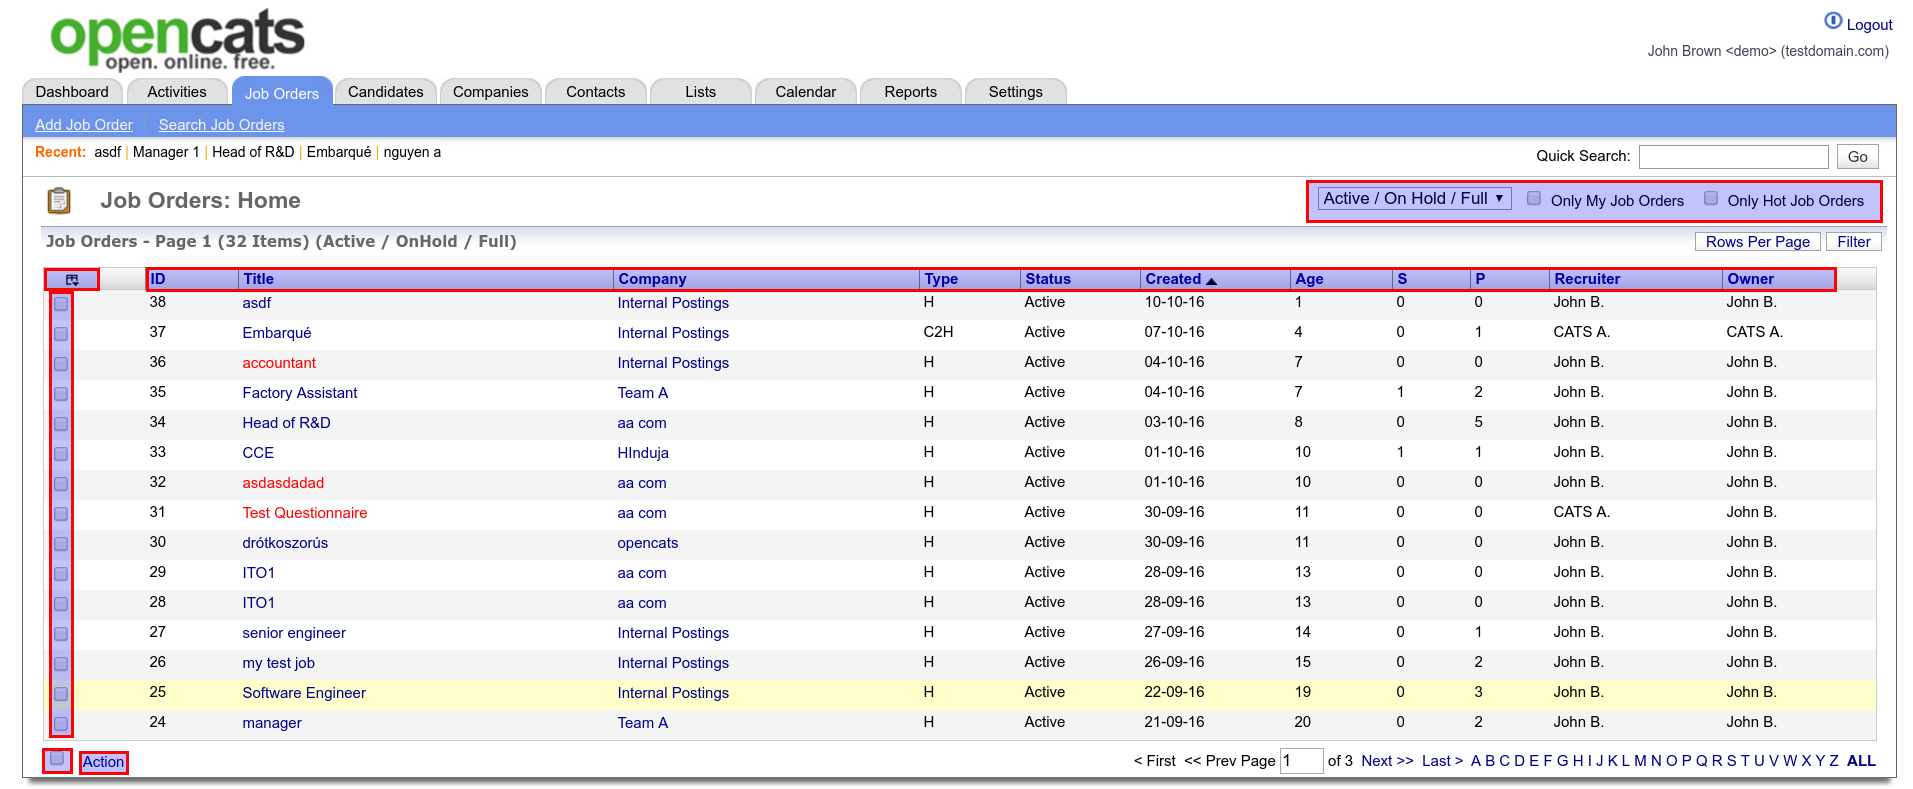 opencats
open. online. free.
Logout
John Brown <demo> (testdomain.com)
Dashboard Activities Job Orders Candidates Companies Contacts Lists Calendar Reports Settings
Add Job Order Search Job Orders
Recent: asdf | Manager 1 | Head of R&D | Embarqué | nguyen a
Quick Search: Go
Job Orders: Home
Active / On Hold / Full ▼ Only My Job Orders Only Hot Job Orders
Job Orders - Page 1 (32 Items) (Active / OnHold / Full)
Rows Per Page Filter
ID Title Company Type Status Created Age S P Recruiter Owner
38 asdf Internal Postings H Active 10-10-16 1 0 0 John B. John B.
37 Embarqué Internal Postings C2H Active 07-10-16 4 0 1 CATS A. CATS A.
36 accountant Internal Postings H Active 04-10-16 7 0 0 John B. John B.
35 Factory Assistant Team A H Active 04-10-16 7 1 2 John B. John B.
34 Head of R&D aa com H Active 03-10-16 8 0 5 John B. John B.
33 CCE HInduja H Active 01-10-16 10 1 1 John B. John B.
32 asdasdadad aa com H Active 01-10-16 10 0 0 John B. John B.
31 Test Questionnaire aa com H Active 30-09-16 11 0 0 CATS A. John B.
30 drótkoszorús opencats H Active 30-09-16 11 0 0 John B. John B.
29 ITO1 aa com H Active 28-09-16 13 0 0 John B. John B.
28 ITO1 aa com H Active 28-09-16 13 0 0 John B. John B.
27 senior engineer Internal Postings H Active 27-09-16 14 0 1 John B. John B.
26 my test job Internal Postings H Active 26-09-16 15 0 2 John B. John B.
25 Software Engineer Internal Postings H Active 22-09-16 19 0 3 John B. John B.
24 manager Team A H Active 21-09-16 20 0 2 John B. John B.
Action
< First << Prev Page 1 of 3 Next >> Last > A B C D E F G H I J K L M N O P Q R S T U V W X Y Z ALL